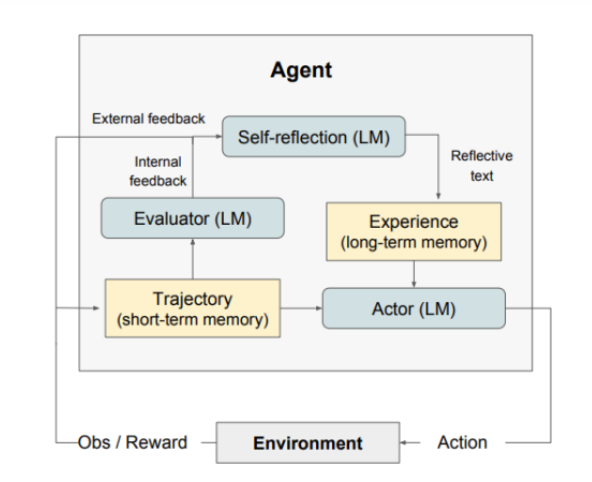 Agent
External feedback
Self-reflection (LM)
Internal
feedback
Reflective
text
Evaluator (LM)
Experience
(long-term memory)
Trajectory
(short-term memory)
Actor (LM)
Obs / Reward
Environment
Action